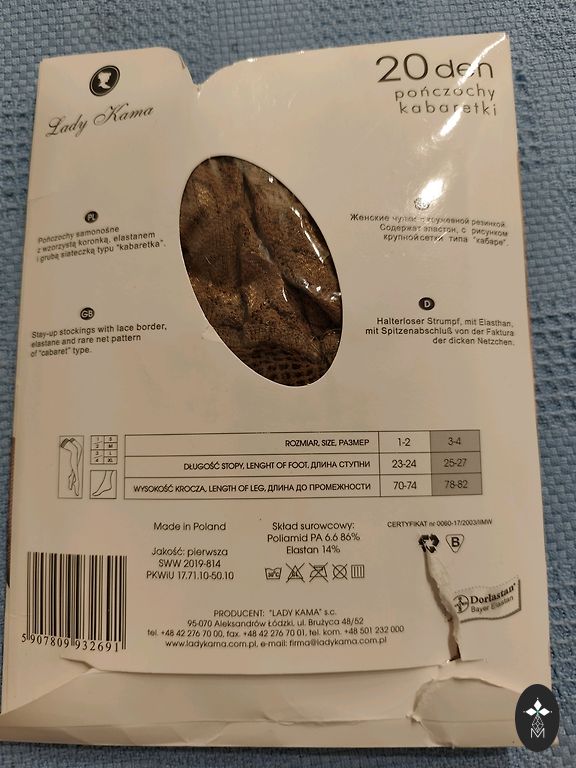 Lady Kama
20 den
pończochy
kabaretki
PL
Pończochy samonośne
z wzorzystą koronką, elastanem
i grubą siateczką typu "kabaretka".
Женские чулки с кружевной резинкой.
Содержат эластон, с рисунком
крупной сетки типа "кабаре".
GB
Stay-up stockings with lace border,
elastane and rare net pattern
of "cabaret" type.
D
Halterloser Strumpf, mit Elasthan,
mit Spitzenabschluß von der Faktura
der dicken Netzchen.
1 S
2 M
3 L
4 XL
ROZMIAR, SIZE, РАЗМЕР 1-2 3-4
DŁUGOŚĆ STOPY, LENGHT OF FOOT, ДЛИНА СТУПНИ 23-24 25-27
WYSOKOŚĆ KROCZA, LENGTH OF LEG, ДЛИНА ДО ПРОМЕЖНОСТИ 70-74 78-82
Made in Poland
Jakość: pierwsza
SWW 2019-814
PKWiU 17.71.10-50.10
Skład surowcowy:
Poliamid PA 6.6 86%
Elastan 14%
CERTYFIKAT nr 0060-17/2003/IMW
B
Dorlastan®
Bayer Elastan
5 907809 932691
PRODUCENT: "LADY KAMA" s.c.
95-070 Aleksandrów Łódzki, ul. Brużyca 48/52
tel. +48 42 276 70 00, fax. +48 42 276 70 01, tel. kom. +48 501 232 000
www.ladykama.com.pl, e-mail: firma@ladykama.com.pl
M